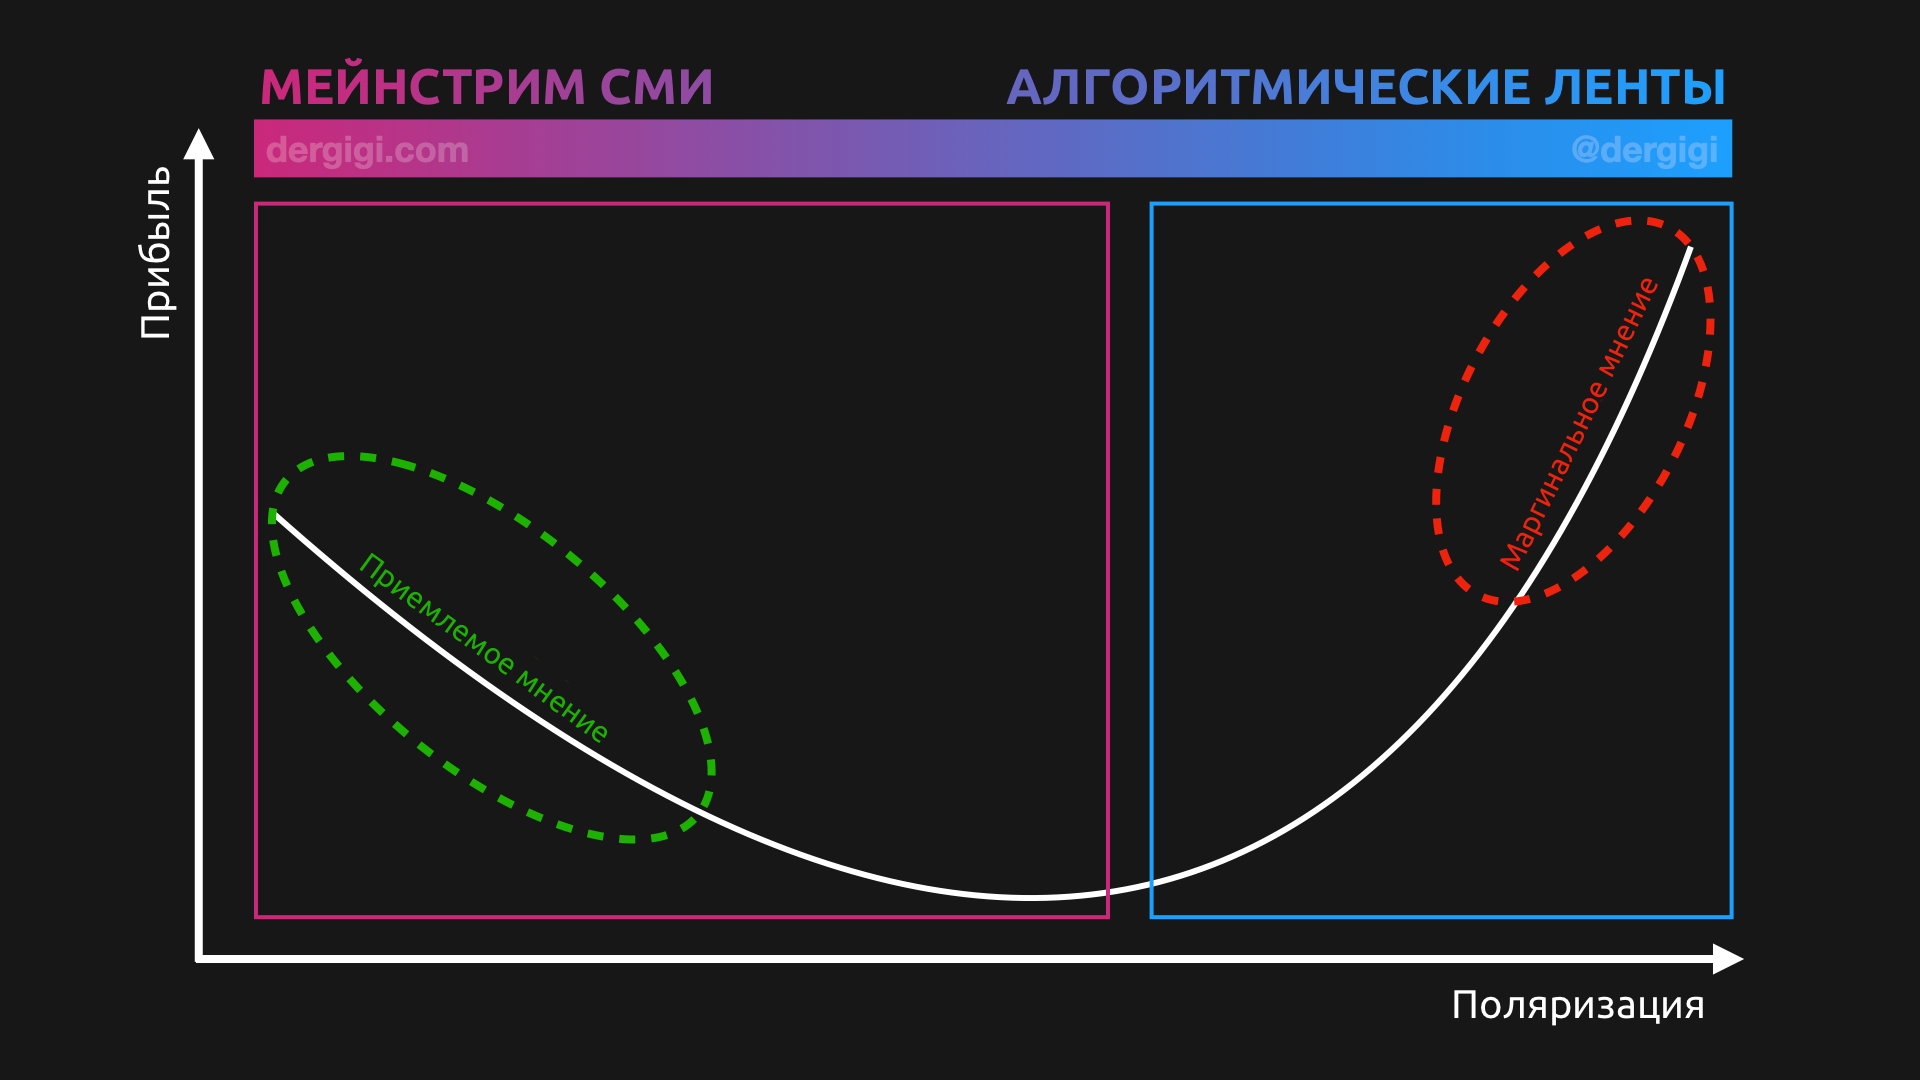 МЕЙНСТРИМ СМИ
АЛГОРИТМИЧЕСКИЕ ЛЕНТЫ
dergigi.com
@dergigi
Прибыль
Маргинальное мнение
Приемлемое мнение
Поляризация